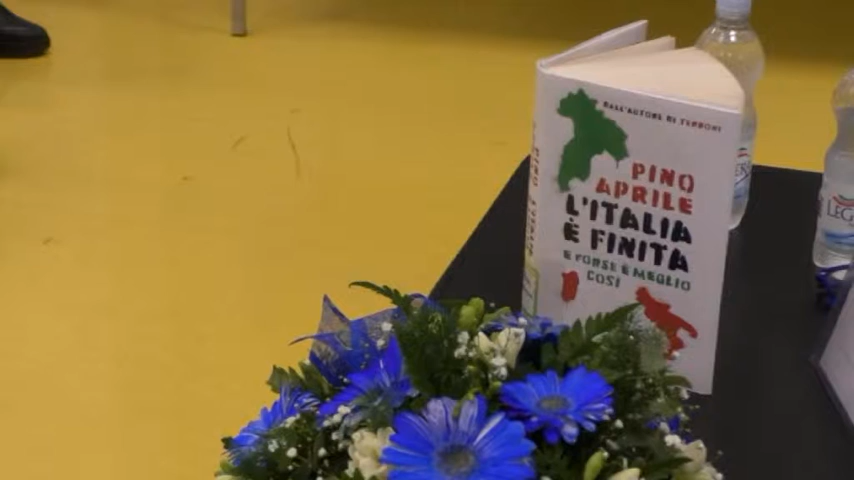 DALL'AUTORE DI TERRONI
PINO
APRILE
L'ITALIA
È FINITA
E FORSE È MEGLIO
COSÌ